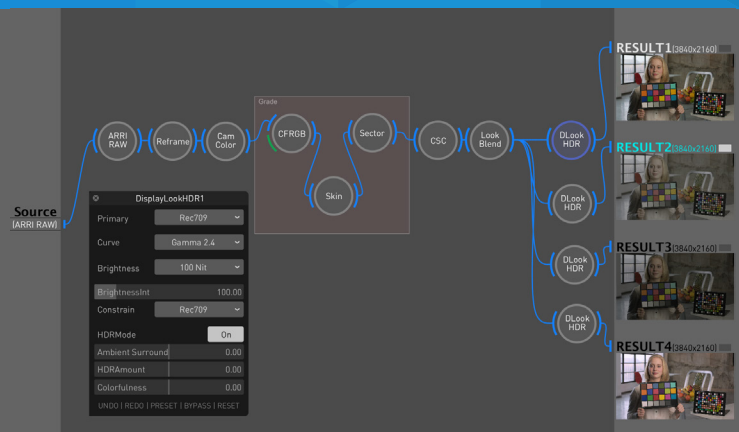 RESULT1(3840x2160)
Grade
ARRI
RAW
Reframe
Cam
Color
CFRGB
Sector
CSC
Look
Blend
DLook
HDR
RESULT2(3840x2160)
Skin
DLook
HDR
Source
(ARRI RAW)
DisplayLookHDR1
Primary Rec709
Curve Gamma 2.4
Brightness 100 Nit
BrightnessInt 100.00
Constrain Rec709
HDRMode On
Ambient Surround 0.00
HDRAmount 0.00
Colorfulness 0.00
UNDO | REDO | PRESET | BYPASS | RESET
RESULT3(3840x2160)
DLook
HDR
DLook
HDR
RESULT4(3840x2160)